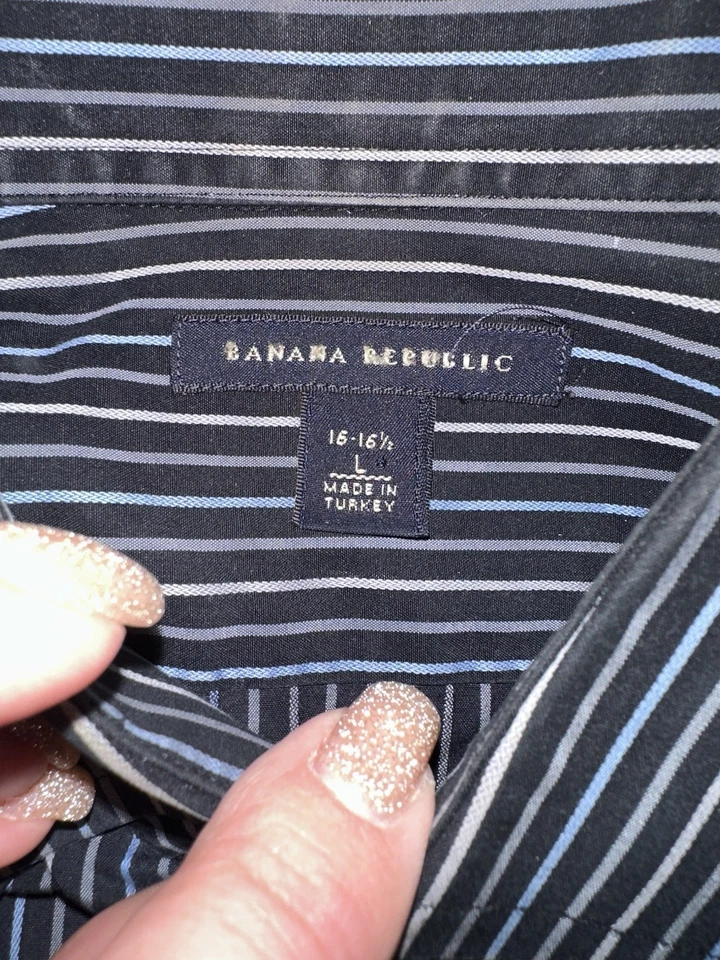 BANANA REPUBLIC
16-16½
L
MADE IN
TURKEY